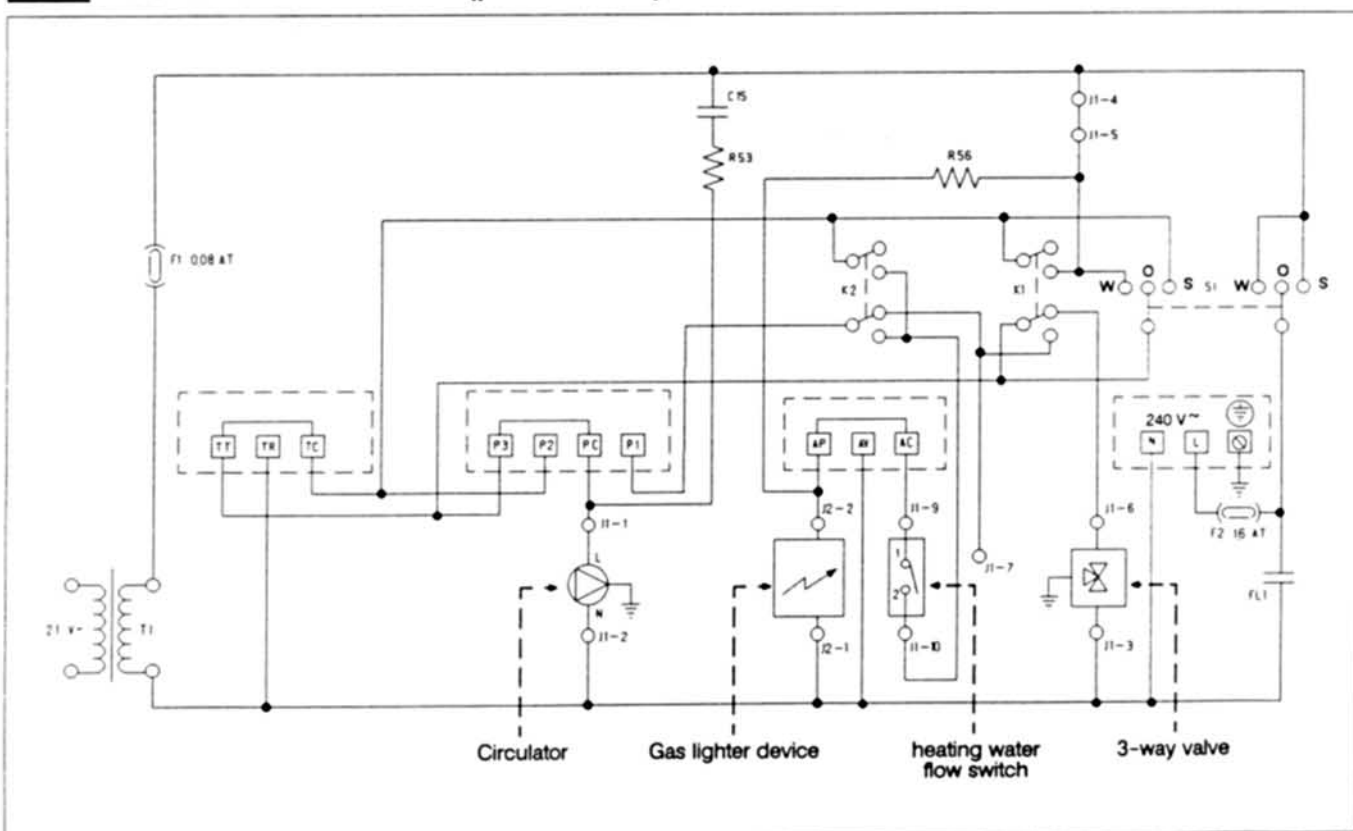 C15
J1-4
J1-5
R53
R56
F1 0,08 AT
K2
K1
W O S S1 W O S
240 V~
TT TR TC
P3 P2 PC P1
AP AV AC
N L
J1-1
J2-2
J1-9
F2 1.6 AT
J1-6
L
1
J1-7
2
N
FL1
21 V~ T1
J1-2
J2-1
J1-10
J1-3
Circulator
Gas lighter device
heating water
flow switch
3-way valve